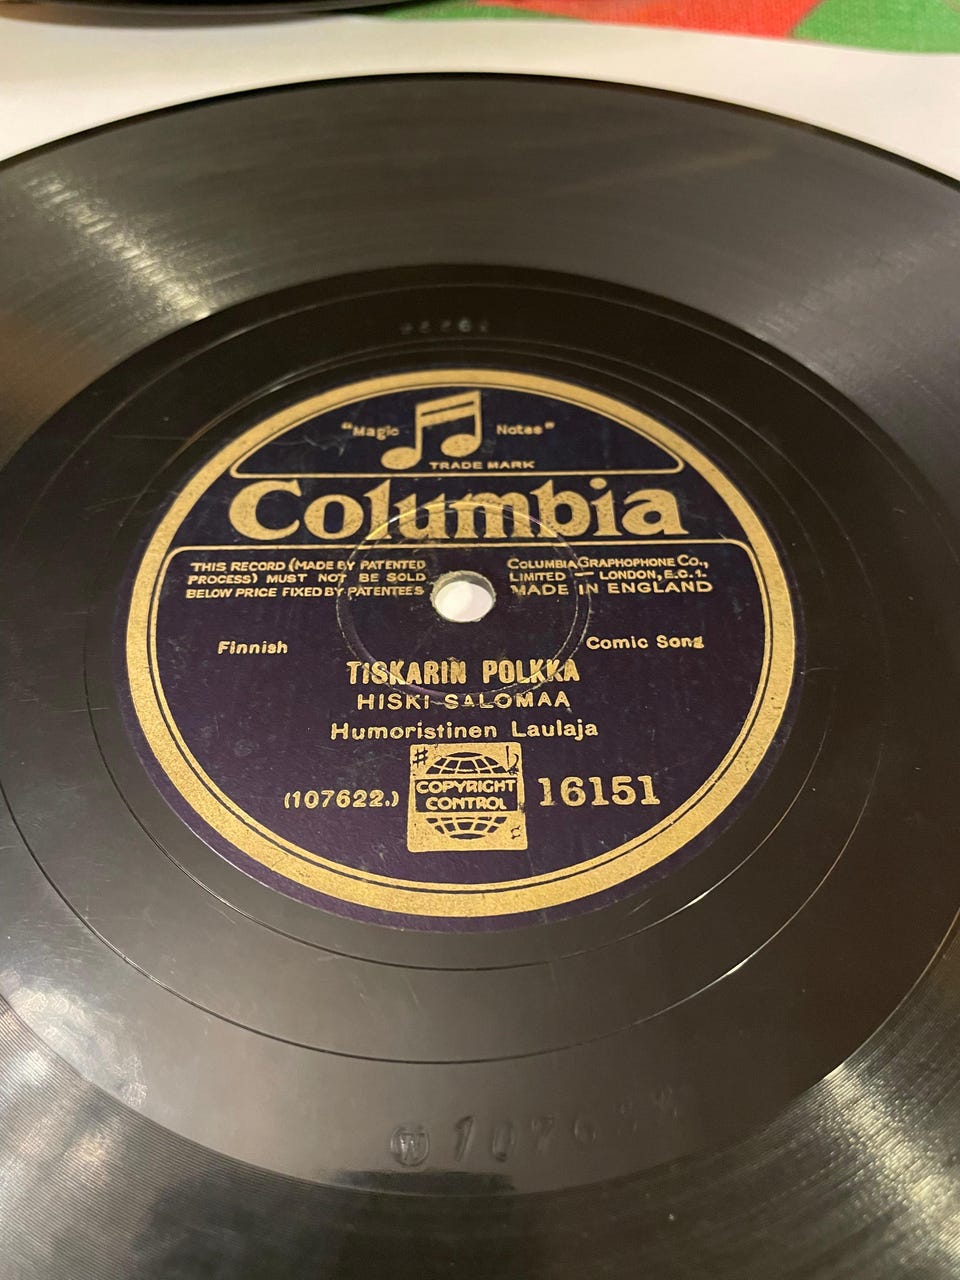 "Magic Notes"
TRADE MARK
Columbia
THIS RECORD (MADE BY PATENTED
PROCESS) MUST NOT BE SOLD
BELOW PRICE FIXED BY PATENTEES
COLUMBIA GRAPHOPHONE CO.,
LIMITED — LONDON, E.C.1.
MADE IN ENGLAND
Finnish
Comic Song
TISKARIN POLKKA
HISKI SALOMAA
Humoristinen Laulaja
COPYRIGHT
CONTROL
(107622.)
16151